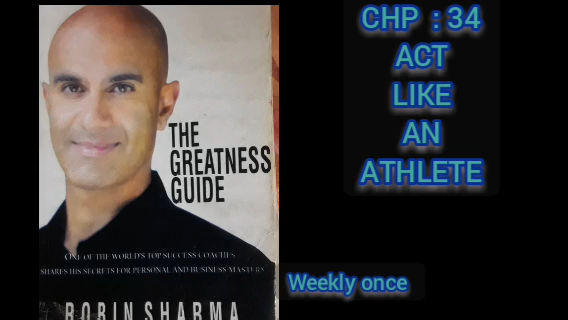 THE
GREATNESS
GUIDE
ONE OF THE WORLD'S TOP SUCCESS COACHES
SHARES HIS SECRETS FOR PERSONAL AND BUSINESS MASTERY
ROBIN SHARMA
CHP : 34
ACT
LIKE
AN
ATHLETE
Weekly once